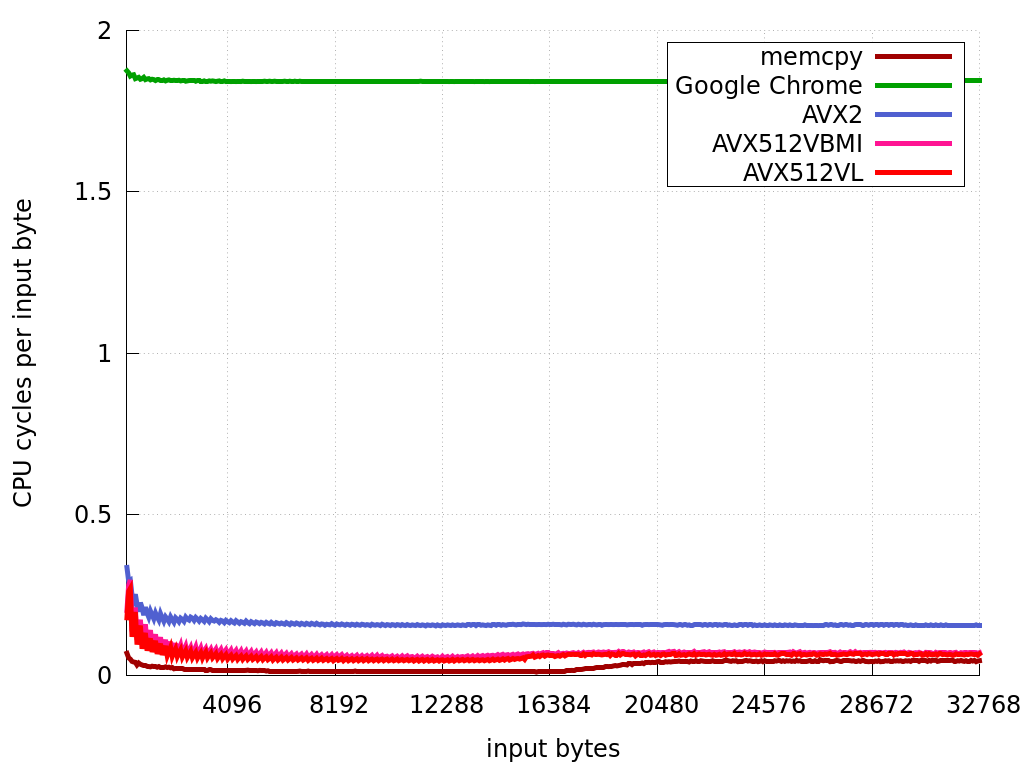 2
1.5
1
0.5
0
CPU cycles per input byte
memcpy
Google Chrome
AVX2
AVX512VBMI
AVX512VL
4096 8192 12288 16384 20480 24576 28672 32768
input bytes